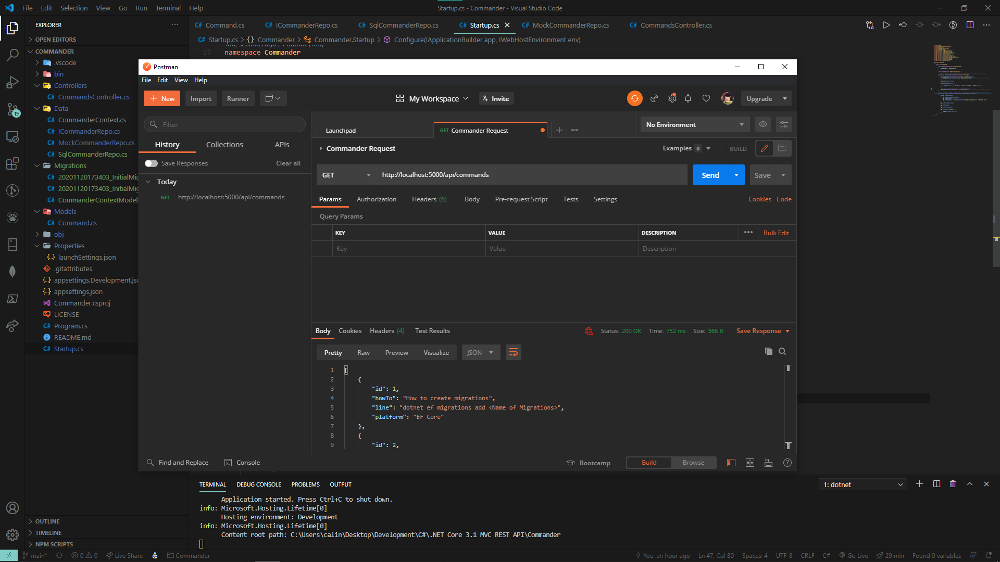 File Edit Selection View Go Run Terminal Help
Startup.cs - Commander - Visual Studio Code
EXPLORER
OPEN EDITORS
COMMANDER
.vscode
bin
Controllers
C# CommandsController.cs
Data
C# CommanderContext.cs
C# ICommanderRepo.cs
C# MockCommanderRepo.cs
C# SqlCommanderRepo.cs
Migrations
C# 20201120173403_InitialMig
C# 20201120173403_InitialMig
C# CommanderContextModel
Models
C# Command.cs
obj
Properties
{..} launchSettings.json
.gitattributes
{..} appsettings.Development.jso
{..} appsettings.json
Commander.csproj
LICENSE
C# Program.cs
README.md
C# Startup.cs
OUTLINE
TIMELINE
NPM SCRIPTS
19
C# Command.cs C# ICommanderRepo.cs C# SqlCommanderRepo.cs C# Startup.cs C# MockCommanderRepo.cs C# CommandsController.cs
C# Startup.cs > {} Commander > Commander.Startup > Configure(IApplicationBuilder app, IWebHostEnvironment env)
You, seconds ago | 1 author (You)
17 namespace Commander
Postman
File Edit View Help
+ New Import Runner
My Workspace Invite
Upgrade
Filter
History Collections APIs
Save Responses Clear all
Today
GET http://localhost:5000/api/commands
Launchpad GET Commander Request
No Environment
Commander Request
Examples 0 BUILD
GET http://localhost:5000/api/commands Send Save
Params Authorization Headers (6) Body Pre-request Script Tests Settings Cookies Code
Query Params
KEY VALUE DESCRIPTION Bulk Edit
Key Value Description
Body Cookies Headers (4) Test Results Status: 200 OK Time: 752 ms Size: 366 B Save Response
Pretty Raw Preview Visualize JSON
1 [
2 {
3 "id": 1,
4 "howTo": "How to create migrations",
5 "line": "dotnet ef migrations add <Name of Migrations>",
6 "platform": "EF Core"
7 },
8 {
9 "id": 2,
Find and Replace Console Bootcamp Build Browse
TERMINAL DEBUG CONSOLE PROBLEMS OUTPUT
1: dotnet
Application started. Press Ctrl+C to shut down.
info: Microsoft.Hosting.Lifetime[0]
Hosting environment: Development
info: Microsoft.Hosting.Lifetime[0]
Content root path: C:\Users\calin\Desktop\Development\C#\.NET Core 3.1 MVC REST API\Commander
main* 0 0 Live Share Commander
You, an hour ago Ln 47, Col 80 Spaces: 4 UTF-8 CRLF C# Go Live 29 min Found 0 variables